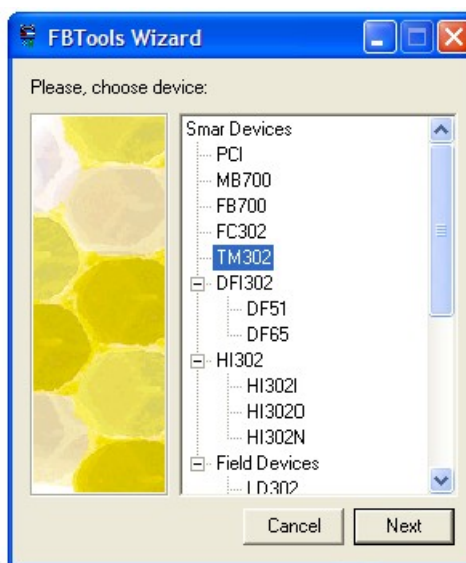 FBTools Wizard
Please, choose device:
Smar Devices
PCI
MB700
FB700
FC302
TM302
DFI302
DF51
DF65
HI302
HI302I
HI302O
HI302N
Field Devices
LD302
Cancel
Next